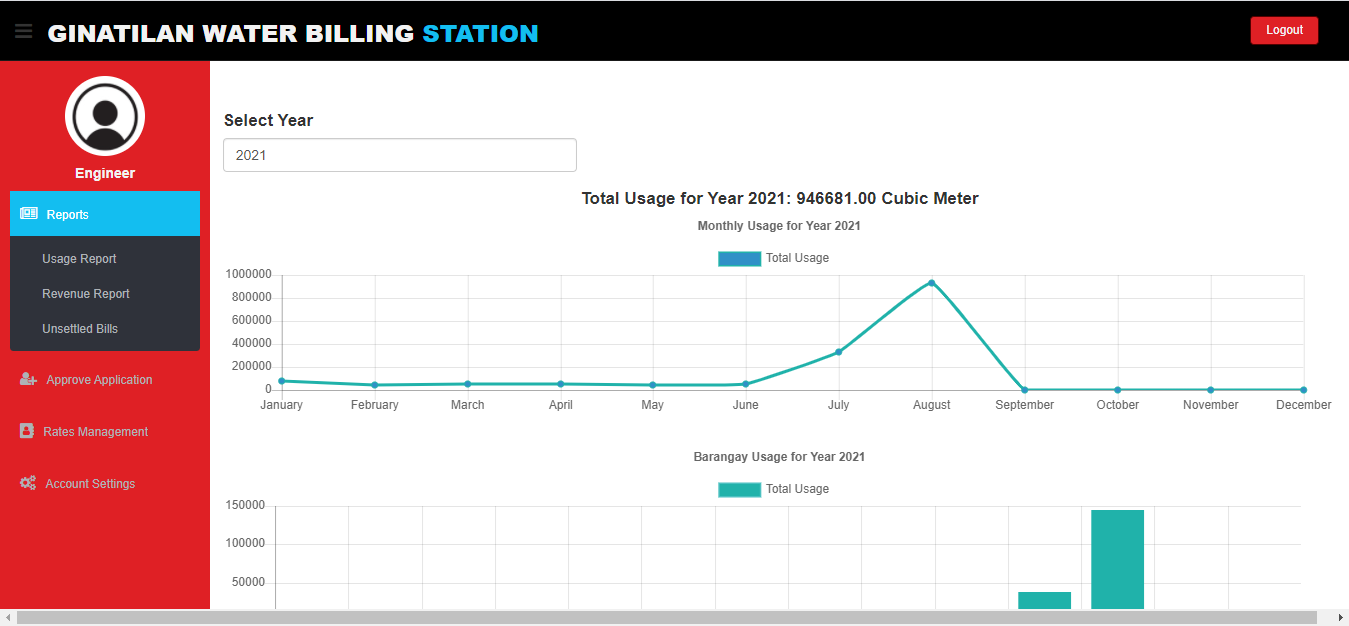 GINATILAN WATER BILLING STATION
Logout
Engineer
Reports
Usage Report
Revenue Report
Unsettled Bills
Approve Application
Rates Management
Account Settings
Select Year
2021
Total Usage for Year 2021: 946681.00 Cubic Meter
Monthly Usage for Year 2021
Total Usage
1000000
800000
600000
400000
200000
0
January February March April May June July August September October November December
Barangay Usage for Year 2021
Total Usage
150000
100000
50000